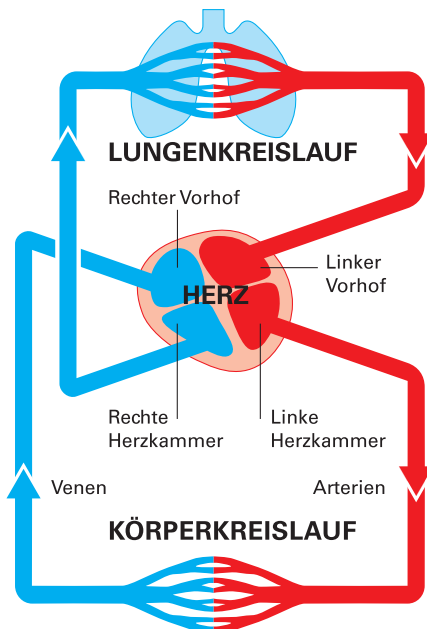 LUNGENKREISLAUF
Rechter Vorhof
Linker
Vorhof
HERZ
Rechte
Herzkammer
Linke
Herzkammer
Venen
Arterien
KÖRPERKREISLAUF